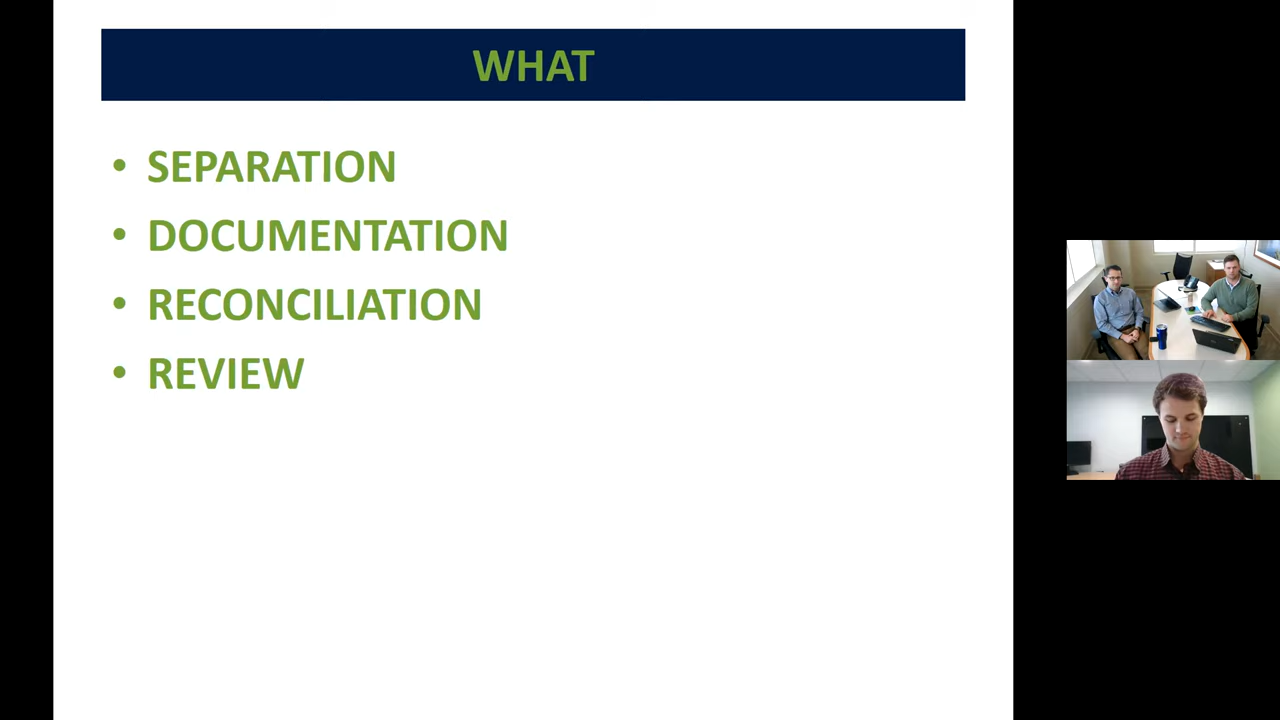 WHAT
• SEPARATION
• DOCUMENTATION
• RECONCILIATION
• REVIEW